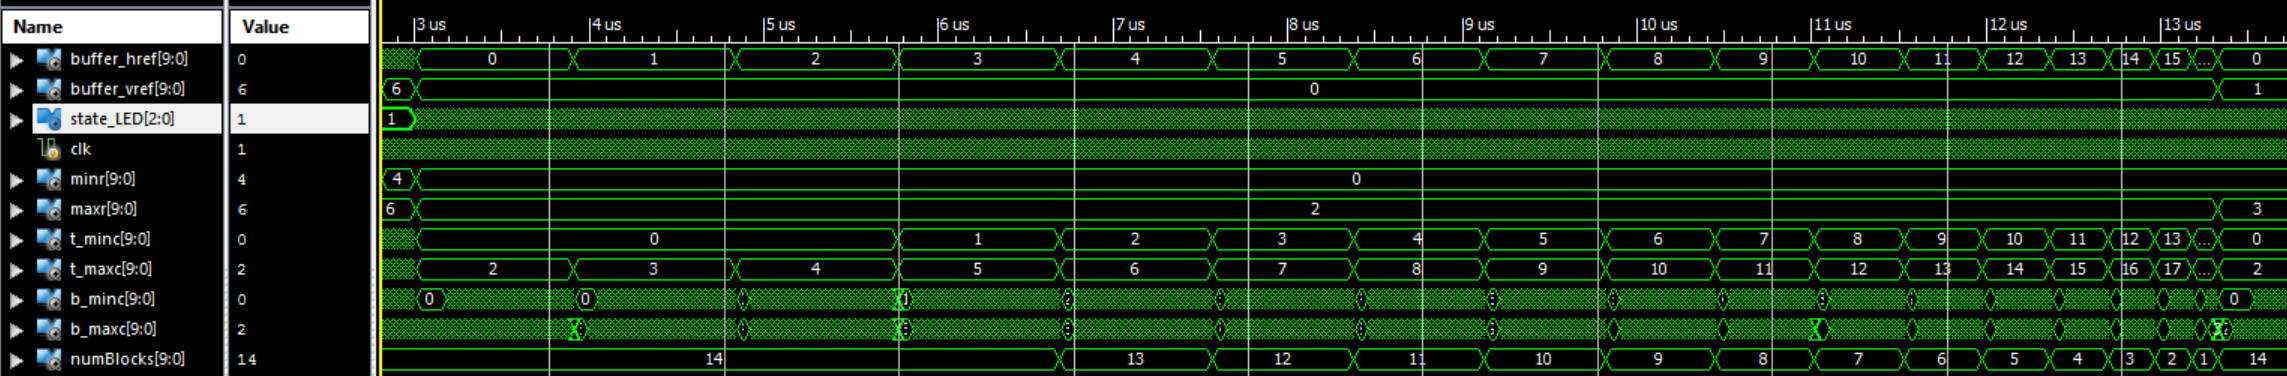 Name Value 3 us 4 us 5 us 6 us 7 us 8 us 9 us 10 us 11 us 12 us 13 us
buffer_href[9:0] 0 0 1 2 3 4 5 6 7 8 9 10 11 12 13 14 15 ... 0
buffer_vref[9:0] 6 6 0 1
state_LED[2:0] 1 1
clk 1
minr[9:0] 4 4 0
maxr[9:0] 6 6 2 3
t_minc[9:0] 0 0 1 2 3 4 5 6 7 8 9 10 11 12 13 ... 0
t_maxc[9:0] 2 2 3 4 5 6 7 8 9 10 11 12 13 14 15 16 17 ... 2
b_minc[9:0] 0 0 0 1 0
b_maxc[9:0] 2
numBlocks[9:0] 14 14 13 12 11 10 9 8 7 6 5 4 3 2 1 14